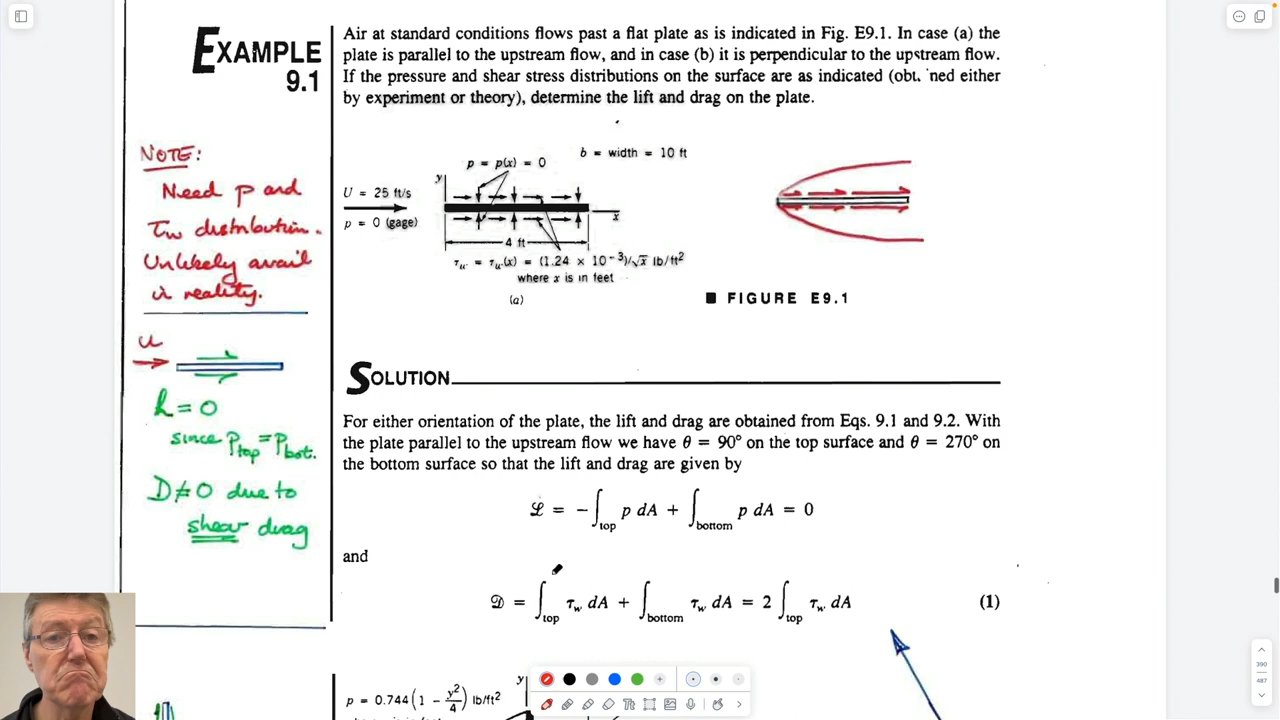 EXAMPLE
9.1
Air at standard conditions flows past a flat plate as is indicated in Fig. E9.1. In case (a) the
plate is parallel to the upstream flow, and in case (b) it is perpendicular to the upstream flow.
If the pressure and shear stress distributions on the surface are as indicated (obt. ned either
by experiment or theory), determine the lift and drag on the plate.
NOTE:
Need p and
τw distribution.
Unlikely avail
in reality.
U
L = 0
since Ptop = Pbot.
D ≠ 0 due to
shear drag
p = p(x) = 0
b = width = 10 ft
y
U = 25 ft/s
p = 0 (gage)
x
4 ft
τw = τw(x) = (1.24 × 10⁻³)/√x lb/ft²
where x is in feet
(a)
■ FIGURE E9.1
SOLUTION
For either orientation of the plate, the lift and drag are obtained from Eqs. 9.1 and 9.2. With
the plate parallel to the upstream flow we have θ = 90° on the top surface and θ = 270° on
the bottom surface so that the lift and drag are given by
ℒ = −∫top p dA + ∫bottom p dA = 0
and
𝒟 = ∫top τw dA + ∫bottom τw dA = 2 ∫top τw dA (1)
y
p = 0.744(1 − y²/4) lb/ft²
390
487